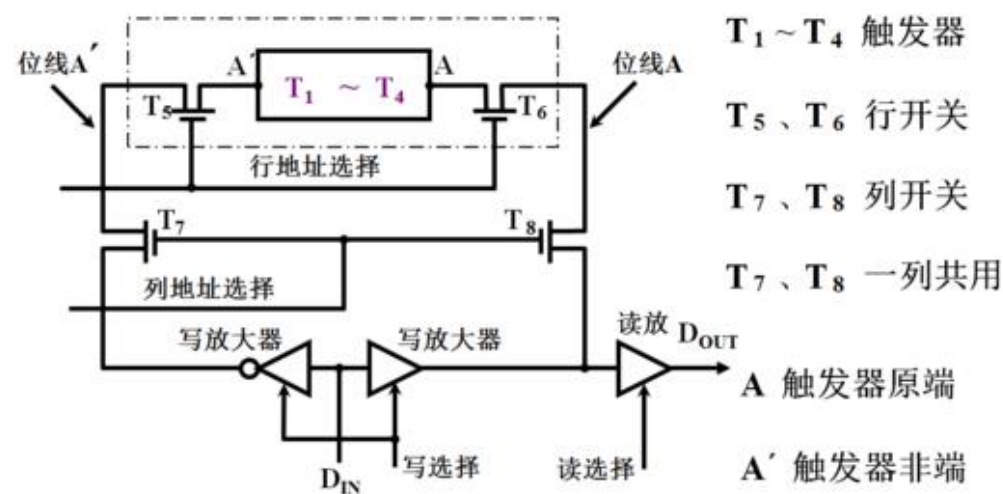 位线A′
A′
T1 ~ T4
A
位线A
T5
T6
行地址选择
T7
T8
列地址选择
写放大器
写放大器
读放
DOUT
DIN
写选择
读选择
T1 ~ T4 触发器
T5 、T6 行开关
T7 、T8 列开关
T7 、T8 一列共用
A 触发器原端
A′ 触发器非端